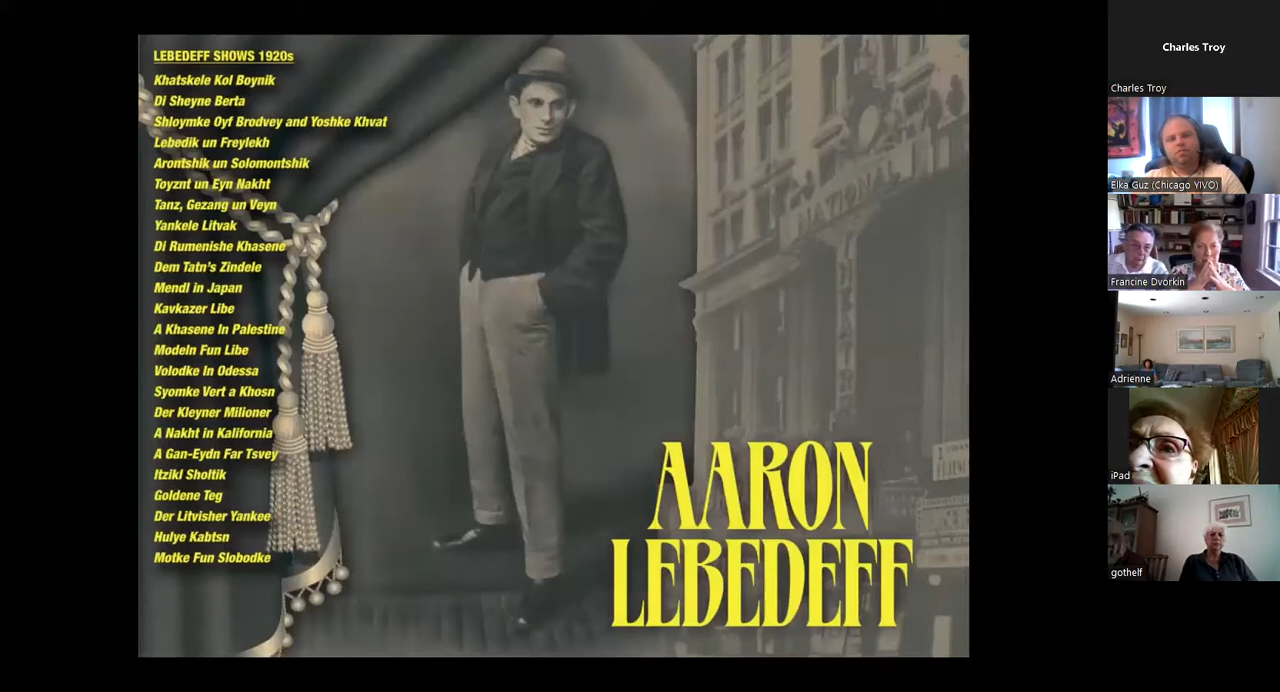 LEBEDEFF SHOWS 1920s
Khatskele Kol Boynik
Di Sheyne Berta
Shloymke Oyf Brodvey and Yoshke Khvat
Lebedik un Freylekh
Arontshik un Solomontshik
Toyznt un Eyn Nakht
Tanz, Gezang un Veyn
Yankele Litvak
Di Rumenishe Khasene
Dem Tatn's Zindele
Mendl in Japan
Kavkazer Libe
A Khasene In Palestine
Modeln Fun Libe
Volodke In Odessa
Syomke Vert a Khosn
Der Kleyner Milioner
A Nakht in Kalifornia
A Gan-Eydn Far Tsvey
Itzikl Sholtik
Goldene Teg
Der Litvisher Yankee
Hulye Kabtsn
Motke Fun Slobodke
NATIONAL
AARON
LEBEDEFF
Charles Troy
Charles Troy
Elka Guz (Chicago YIVO)
Francine Dvorkin
Adrienne
iPad
gothelf